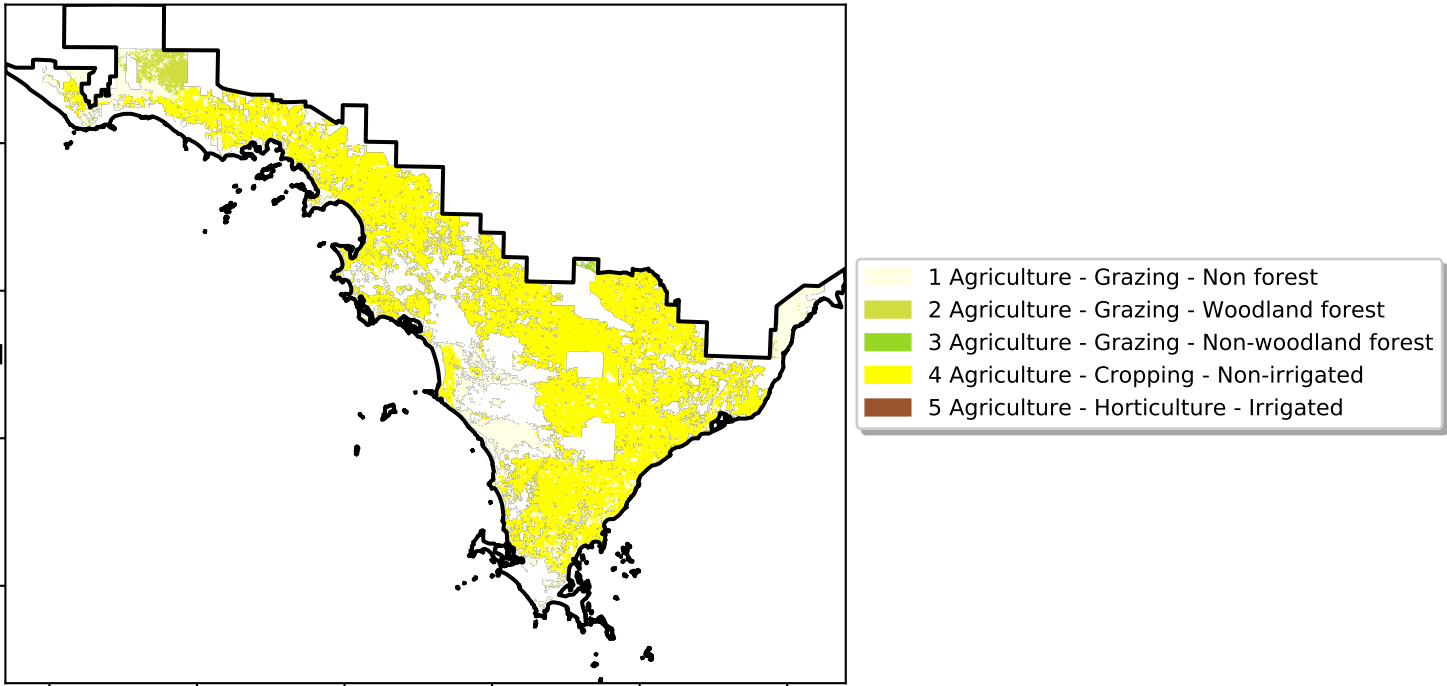 1 Agriculture - Grazing - Non forest
2 Agriculture - Grazing - Woodland forest
3 Agriculture - Grazing - Non-woodland forest
4 Agriculture - Cropping - Non-irrigated
5 Agriculture - Horticulture - Irrigated